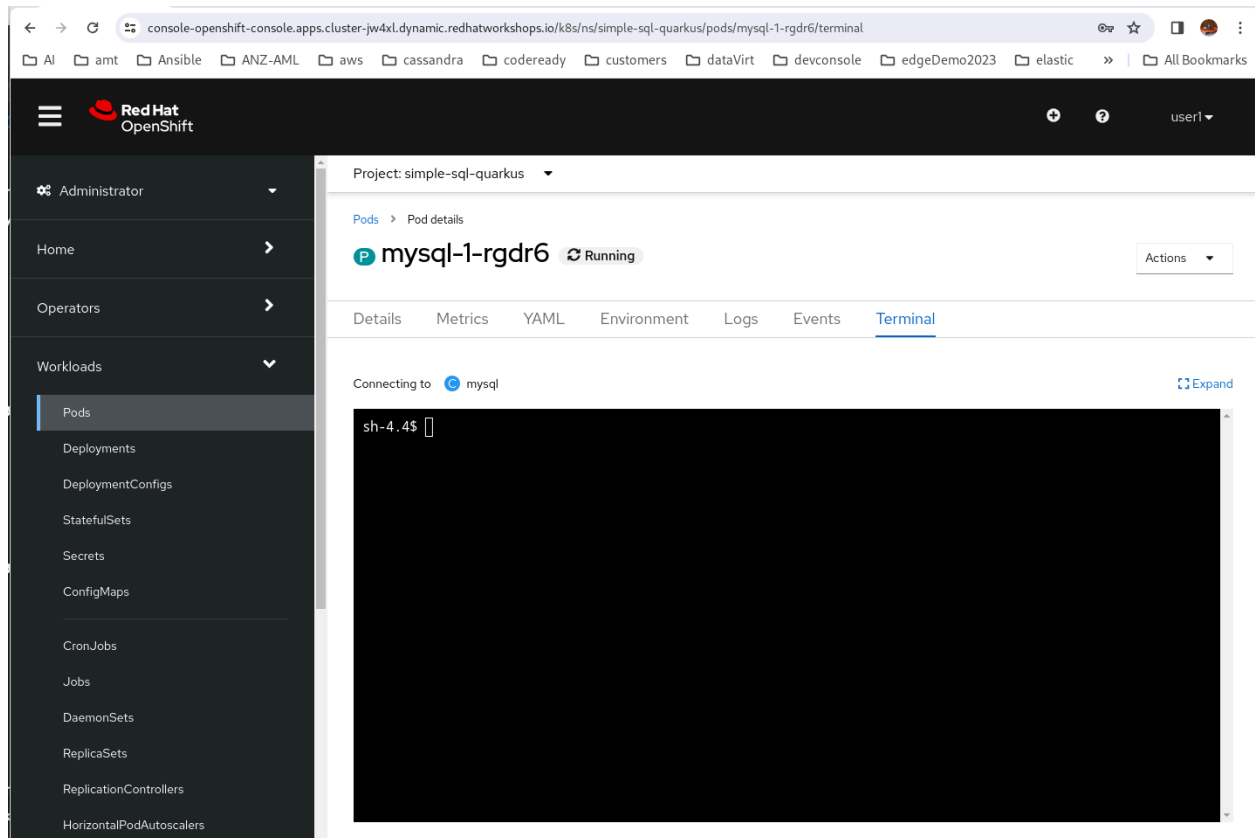 console-openshift-console.apps.cluster-jw4xl.dynamic.redhatworkshops.io/k8s/ns/simple-sql-quarkus/pods/mysql-1-rgdr6/terminal
AI amt Ansible ANZ-AML aws cassandra codeready customers dataVirt devconsole edgeDemo2023 elastic » All Bookmarks
Red Hat
OpenShift
user1
Administrator
Home
Operators
Workloads
Pods
Deployments
DeploymentConfigs
StatefulSets
Secrets
ConfigMaps
CronJobs
Jobs
DaemonSets
ReplicaSets
ReplicationControllers
HorizontalPodAutoscalers
Project: simple-sql-quarkus
Pods > Pod details
P mysql-1-rgdr6 Running
Actions
Details Metrics YAML Environment Logs Events Terminal
Connecting to C mysql
Expand
sh-4.4$